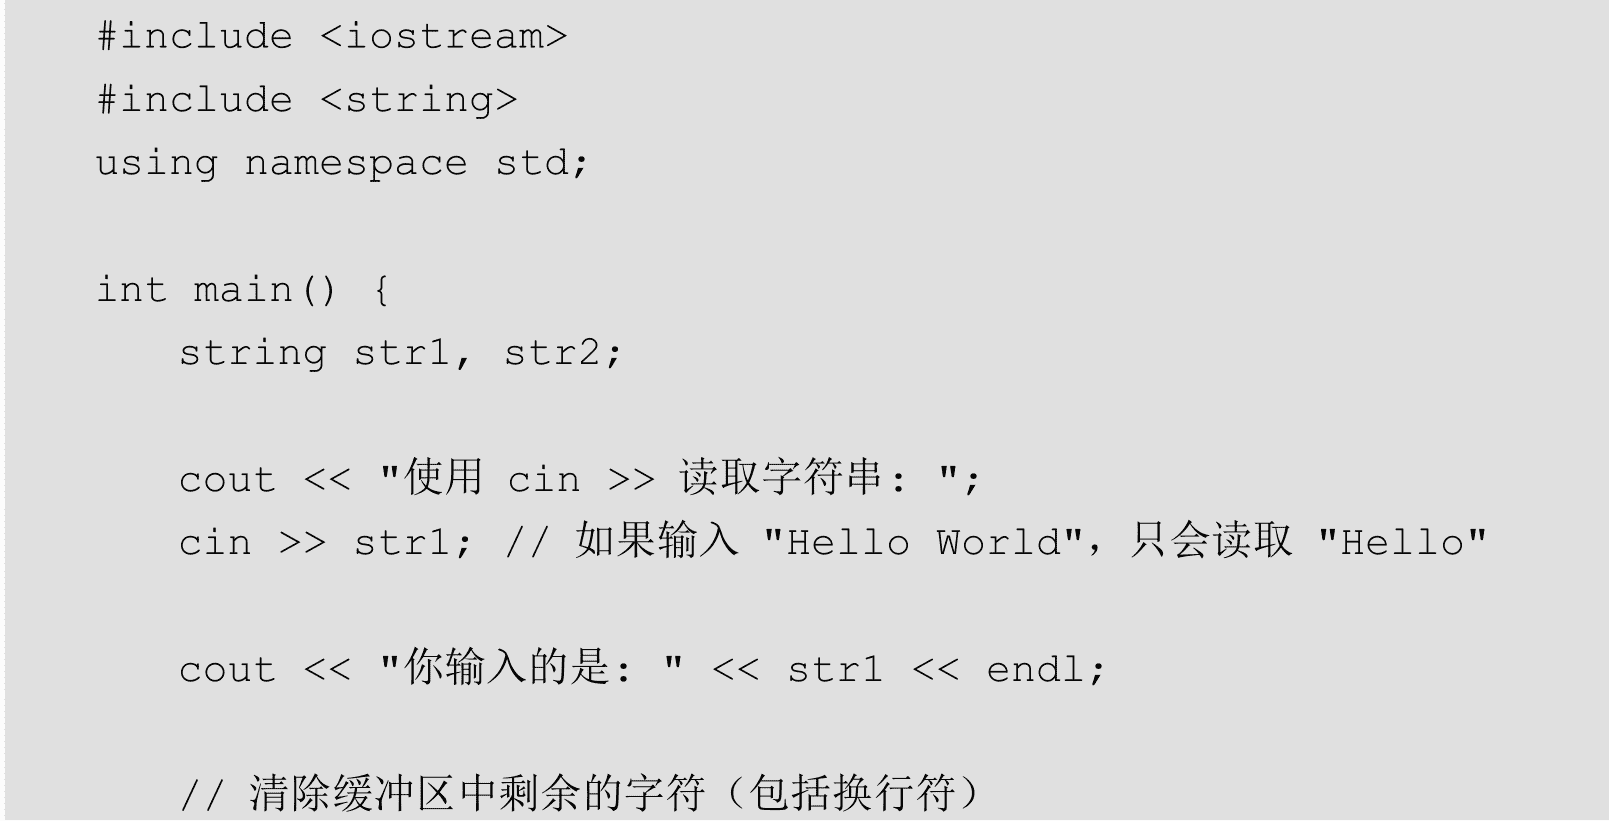 #include <iostream>
#include <string>
using namespace std;
int main() {
string str1, str2;
cout << "使用 cin >> 读取字符串: ";
cin >> str1; // 如果输入 "Hello World"，只会读取 "Hello"
cout << "你输入的是: " << str1 << endl;
// 清除缓冲区中剩余的字符（包括换行符）